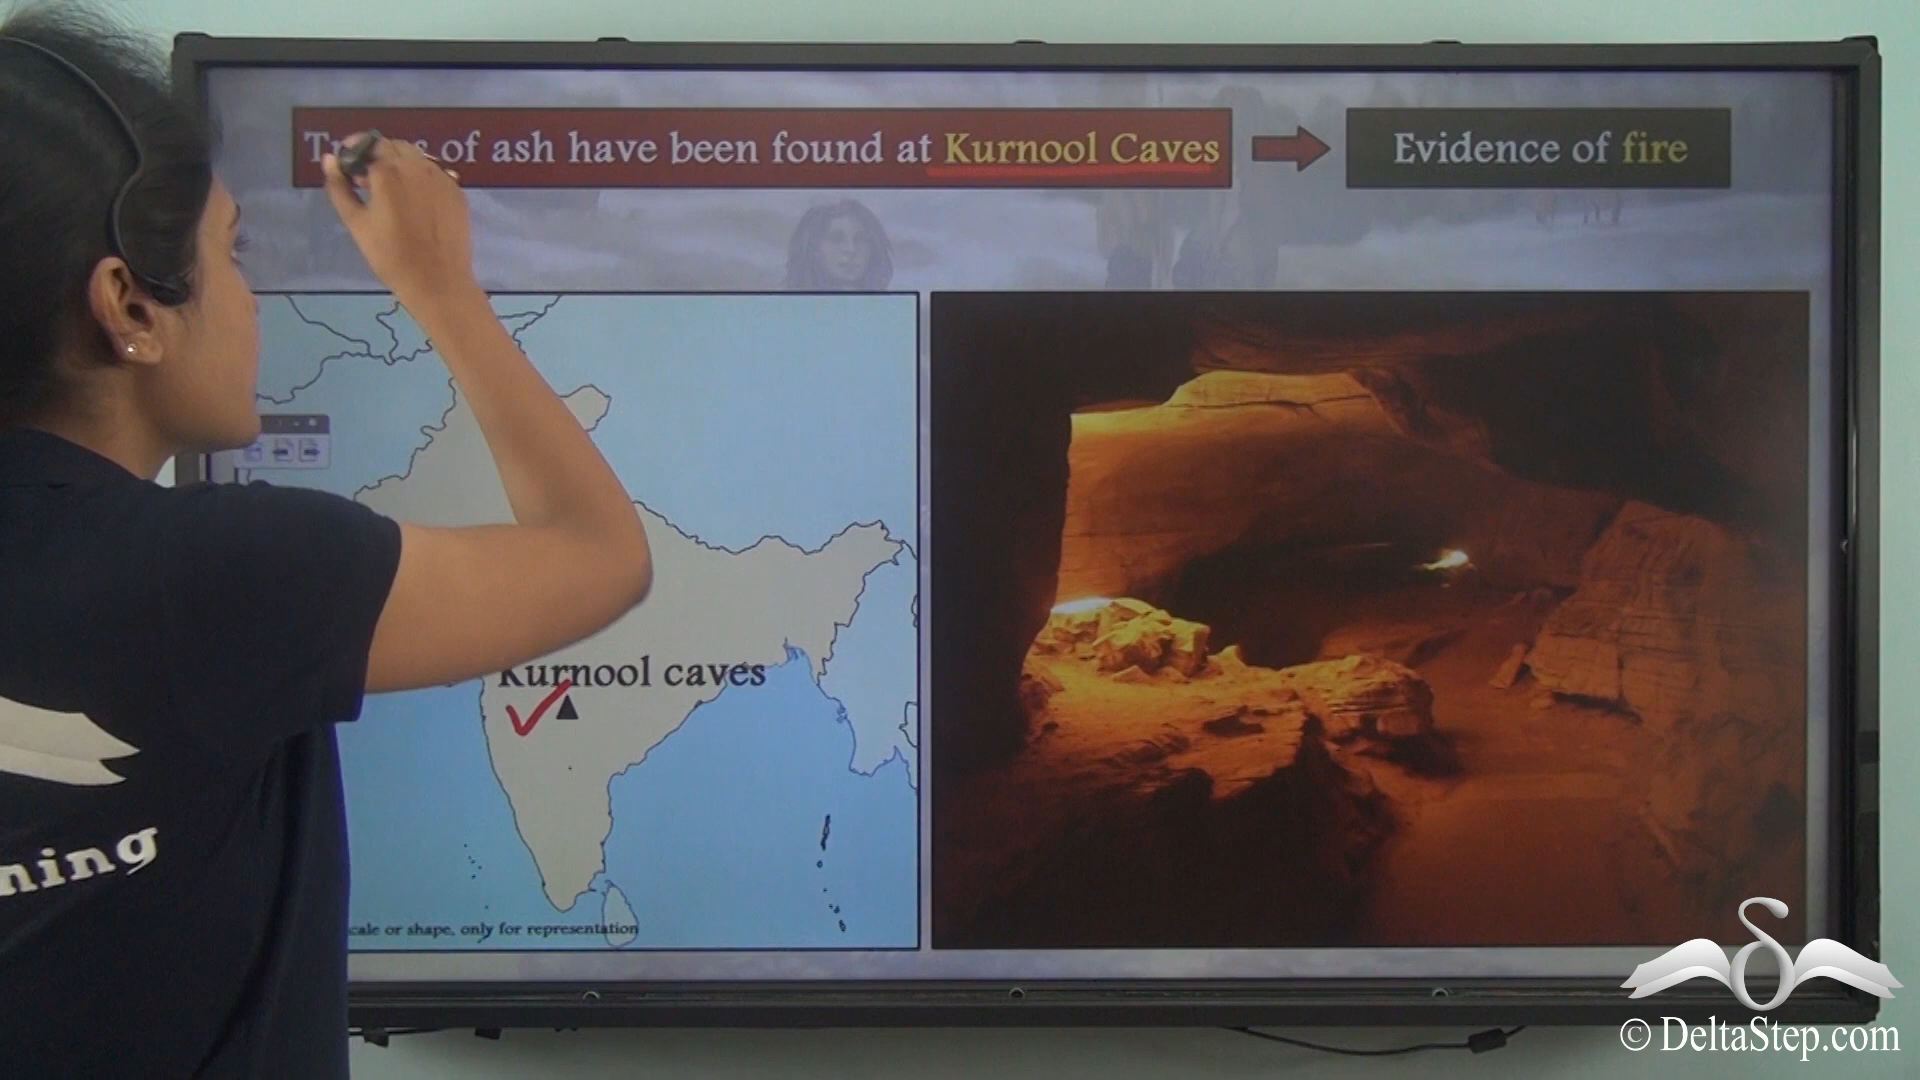 of ash have been found at Kurnool Caves
Evidence of fire
Kurnool caves
or shape, only for representation
ning
© DeltaStep.com